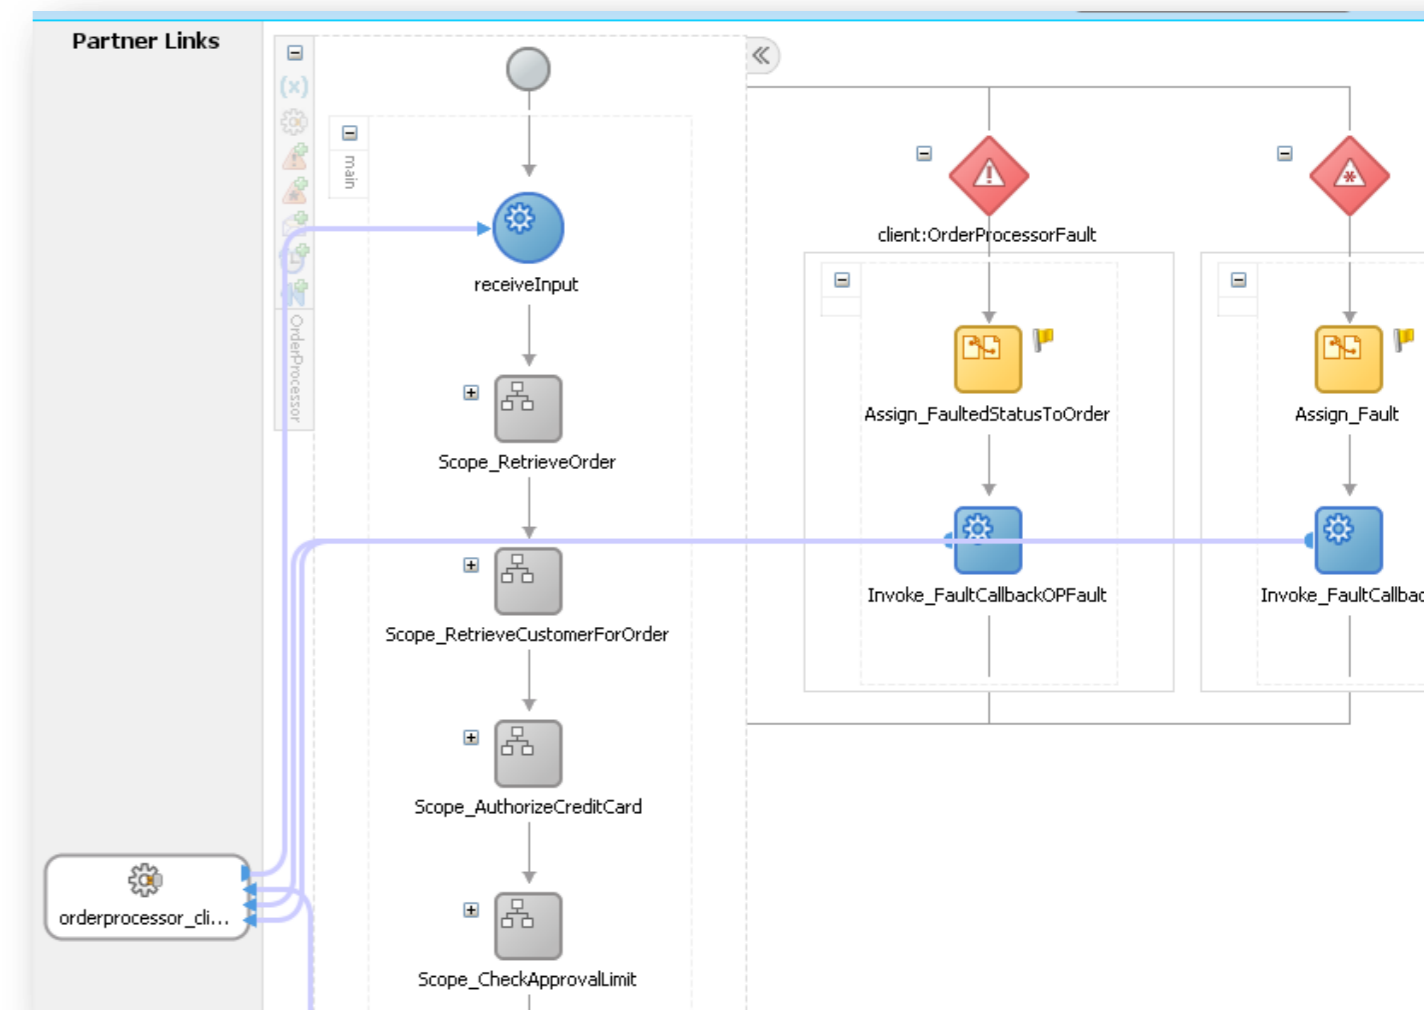 Partner Links
(x)
main
receiveInput
OrderProcessor
Scope_RetrieveOrder
Scope_RetrieveCustomerForOrder
Scope_AuthorizeCreditCard
Scope_CheckApprovalLimit
orderprocessor_cli...
client:OrderProcessorFault
Assign_FaultedStatusToOrder
Invoke_FaultCallbackOPFault
Assign_Fault
Invoke_FaultCallbac